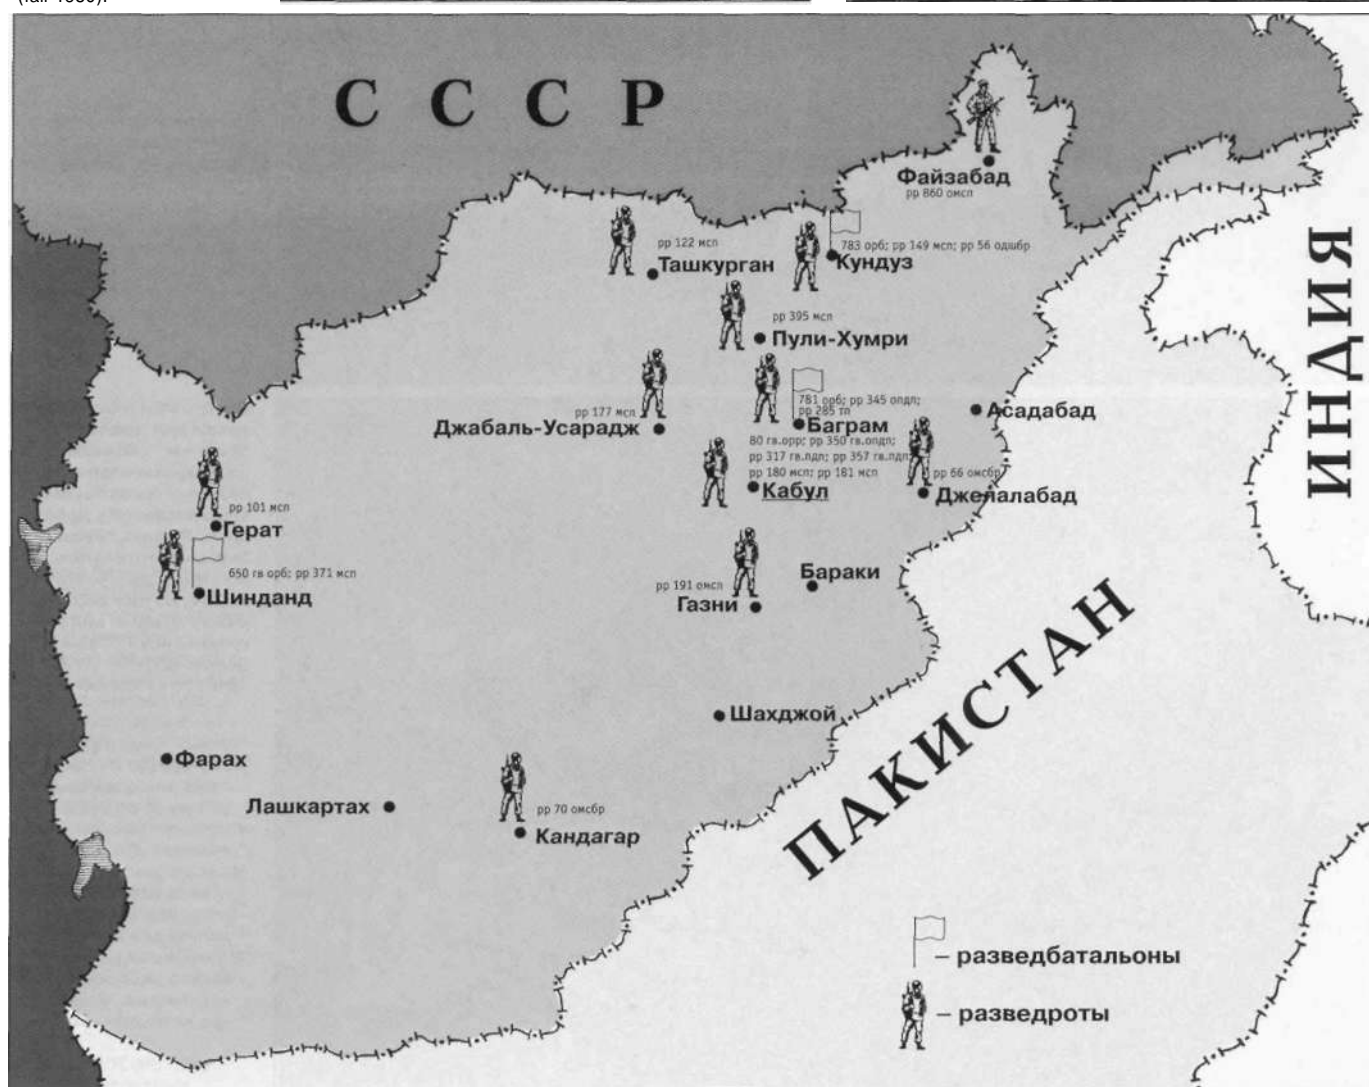 (fall 1986).
СССР
Файзабад
рр 860 омсп
ИНДИЯ
рр 122 мсп
Ташкурган
783 орб; рр 149 мсп; рр 56 одшбр
Кундуз
рр 395 мсп
Пули-Хумри
781 орб; рр 345 опдп;
рр 285 тп
Баграм
рр 177 мсп
Джабаль-Усарадж
Асадабад
80 гв.орр; рр 350 гв.опдп;
рр 317 гв.пдп; рр 357 гв.пдп;
рр 180 мсп; рр 181 мсп
Кабул
рр 66 омсбр
Джелалабад
рр 101 мсп
Герат
650 гв орб; рр 371 мсп
Шинданд
рр 191 омсп
Газни
Бараки
ПАКИСТАН
Шахджой
Фарах
Лашкартах
рр 70 омсбр
Кандагар
– разведбатальоны
– разведроты